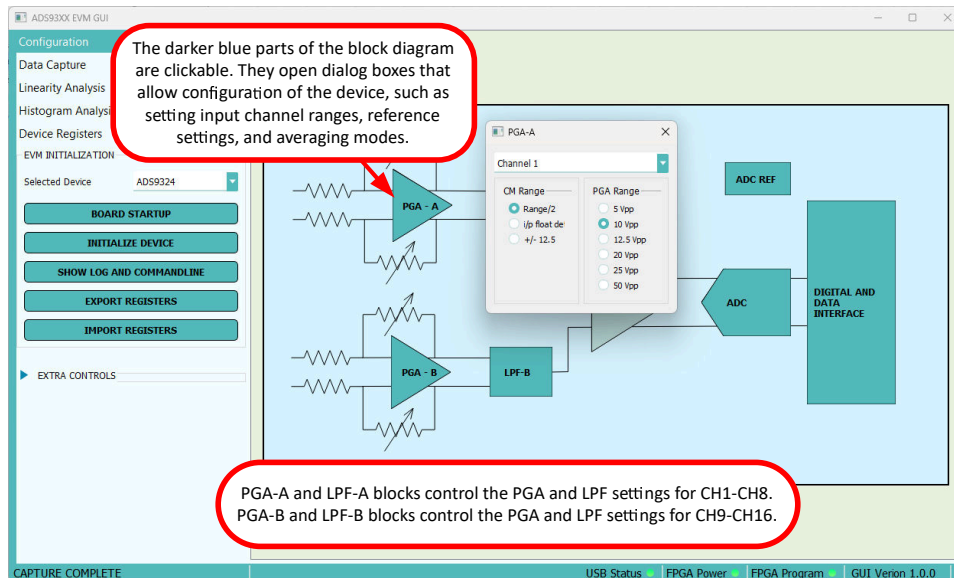 ADS93XX EVM GUI
Configuration
Data Capture
Linearity Analysis
Histogram Analysi
Device Registers
EVM INITIALIZATION
Selected Device ADS9324
BOARD STARTUP
INITIALIZE DEVICE
SHOW LOG AND COMMANDLINE
EXPORT REGISTERS
IMPORT REGISTERS
EXTRA CONTROLS
The darker blue parts of the block diagram
are clickable. They open dialog boxes that
allow configuration of the device, such as
setting input channel ranges, reference
settings, and averaging modes.
PGA - A
PGA-A
Channel 1
CM Range
Range/2
i/p float de
+/- 12.5
PGA Range
5 Vpp
10 Vpp
12.5 Vpp
20 Vpp
25 Vpp
50 Vpp
ADC REF
ADC
DIGITAL AND
DATA
INTERFACE
PGA - B
LPF-B
PGA-A and LPF-A blocks control the PGA and LPF settings for CH1-CH8.
PGA-B and LPF-B blocks control the PGA and LPF settings for CH9-CH16.
CAPTURE COMPLETE
USB Status
FPGA Power
FPGA Program
GUI Verion 1.0.0